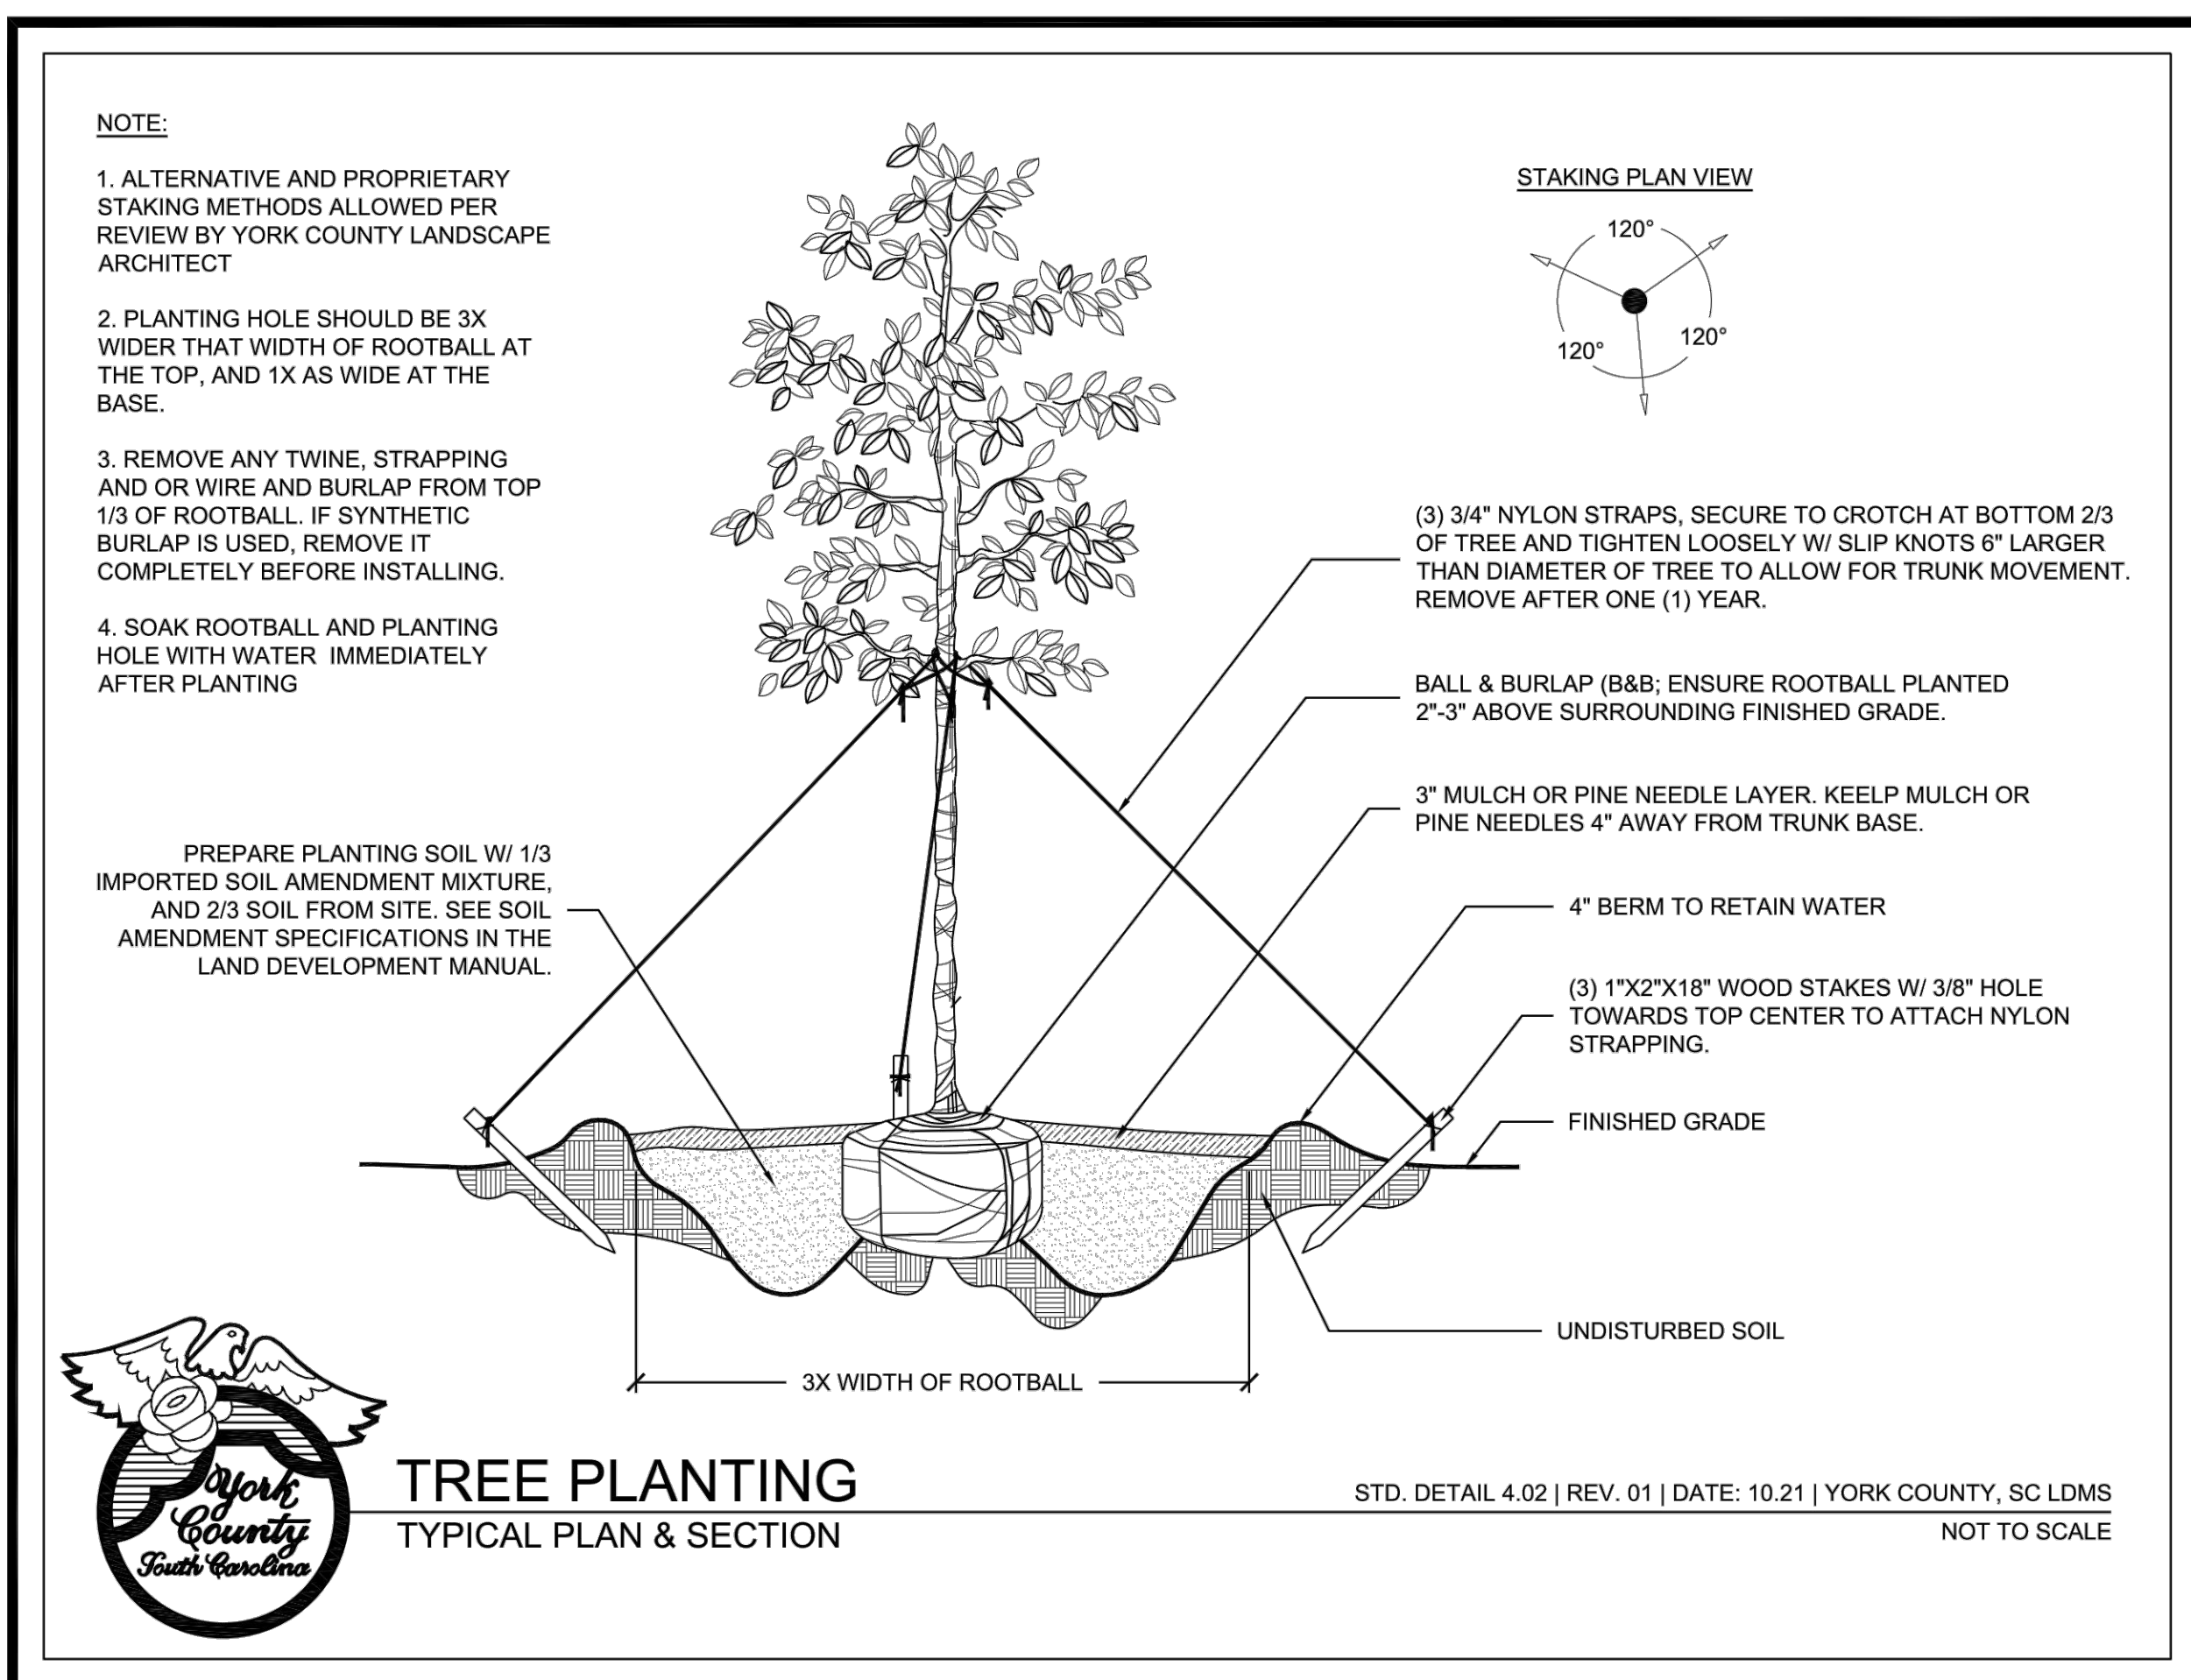 NOTE:
1. ALTERNATIVE AND PROPRIETARY
STAKING METHODS ALLOWED PER
REVIEW BY YORK COUNTY LANDSCAPE
ARCHITECT
2. PLANTING HOLE SHOULD BE 3X
WIDER THAT WIDTH OF ROOTBALL AT
THE TOP, AND 1X AS WIDE AT THE
BASE.
3. REMOVE ANY TWINE, STRAPPING
AND OR WIRE AND BURLAP FROM TOP
1/3 OF ROOTBALL. IF SYNTHETIC
BURLAP IS USED, REMOVE IT
COMPLETELY BEFORE INSTALLING.
4. SOAK ROOTBALL AND PLANTING
HOLE WITH WATER IMMEDIATELY
AFTER PLANTING
PREPARE PLANTING SOIL W/ 1/3
IMPORTED SOIL AMENDMENT MIXTURE,
AND 2/3 SOIL FROM SITE. SEE SOIL
AMENDMENT SPECIFICATIONS IN THE
LAND DEVELOPMENT MANUAL.
STAKING PLAN VIEW
120°
120°
120°
(3) 3/4" NYLON STRAPS, SECURE TO CROTCH AT BOTTOM 2/3
OF TREE AND TIGHTEN LOOSELY W/ SLIP KNOTS 6" LARGER
THAN DIAMETER OF TREE TO ALLOW FOR TRUNK MOVEMENT.
REMOVE AFTER ONE (1) YEAR.
BALL & BURLAP (B&B; ENSURE ROOTBALL PLANTED
2"-3" ABOVE SURROUNDING FINISHED GRADE.
3" MULCH OR PINE NEEDLE LAYER. KEELP MULCH OR
PINE NEEDLES 4" AWAY FROM TRUNK BASE.
4" BERM TO RETAIN WATER
(3) 1"X2"X18" WOOD STAKES W/ 3/8" HOLE
TOWARDS TOP CENTER TO ATTACH NYLON
STRAPPING.
FINISHED GRADE
UNDISTURBED SOIL
3X WIDTH OF ROOTBALL
York
County
South Carolina
TREE PLANTING
TYPICAL PLAN & SECTION
STD. DETAIL 4.02 | REV. 01 | DATE: 10.21 | YORK COUNTY, SC LDMS
NOT TO SCALE